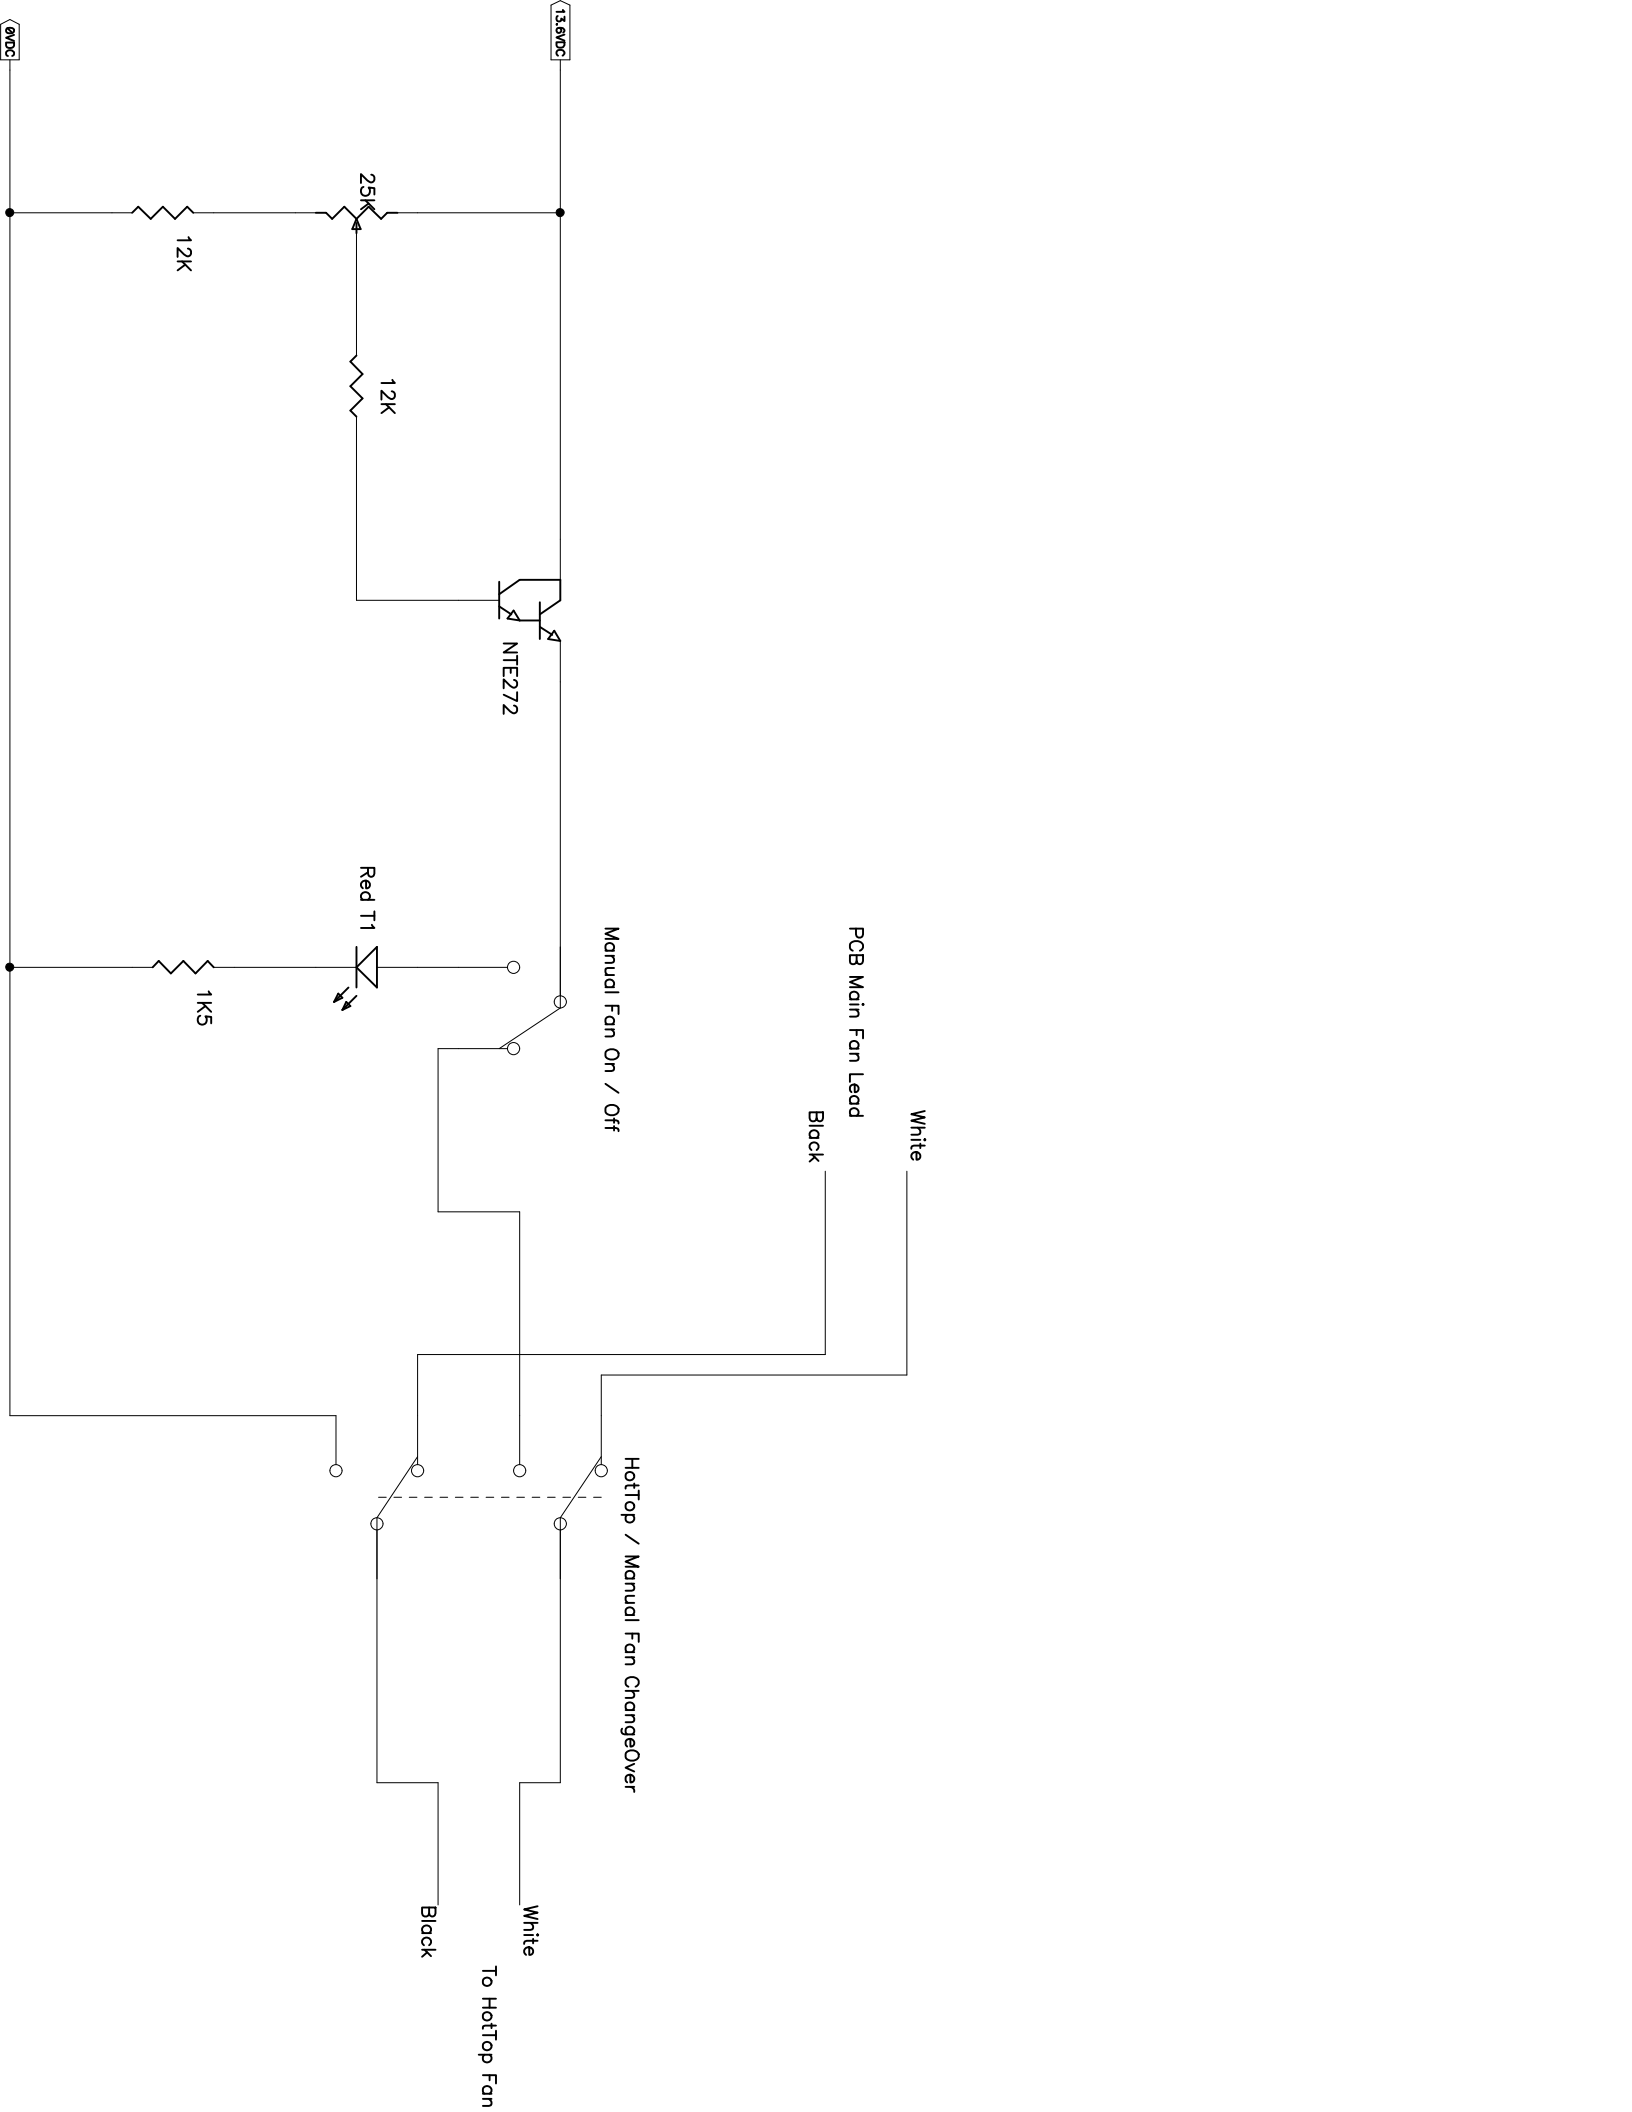 White
PCB Main Fan Lead
Black
HotTop / Manual Fan ChangeOver
Manual Fan On / Off
13.6VDC
NTE272
White
To HotTop Fan
Black
12K
25K
Red T1
1K5
12K
0VDC